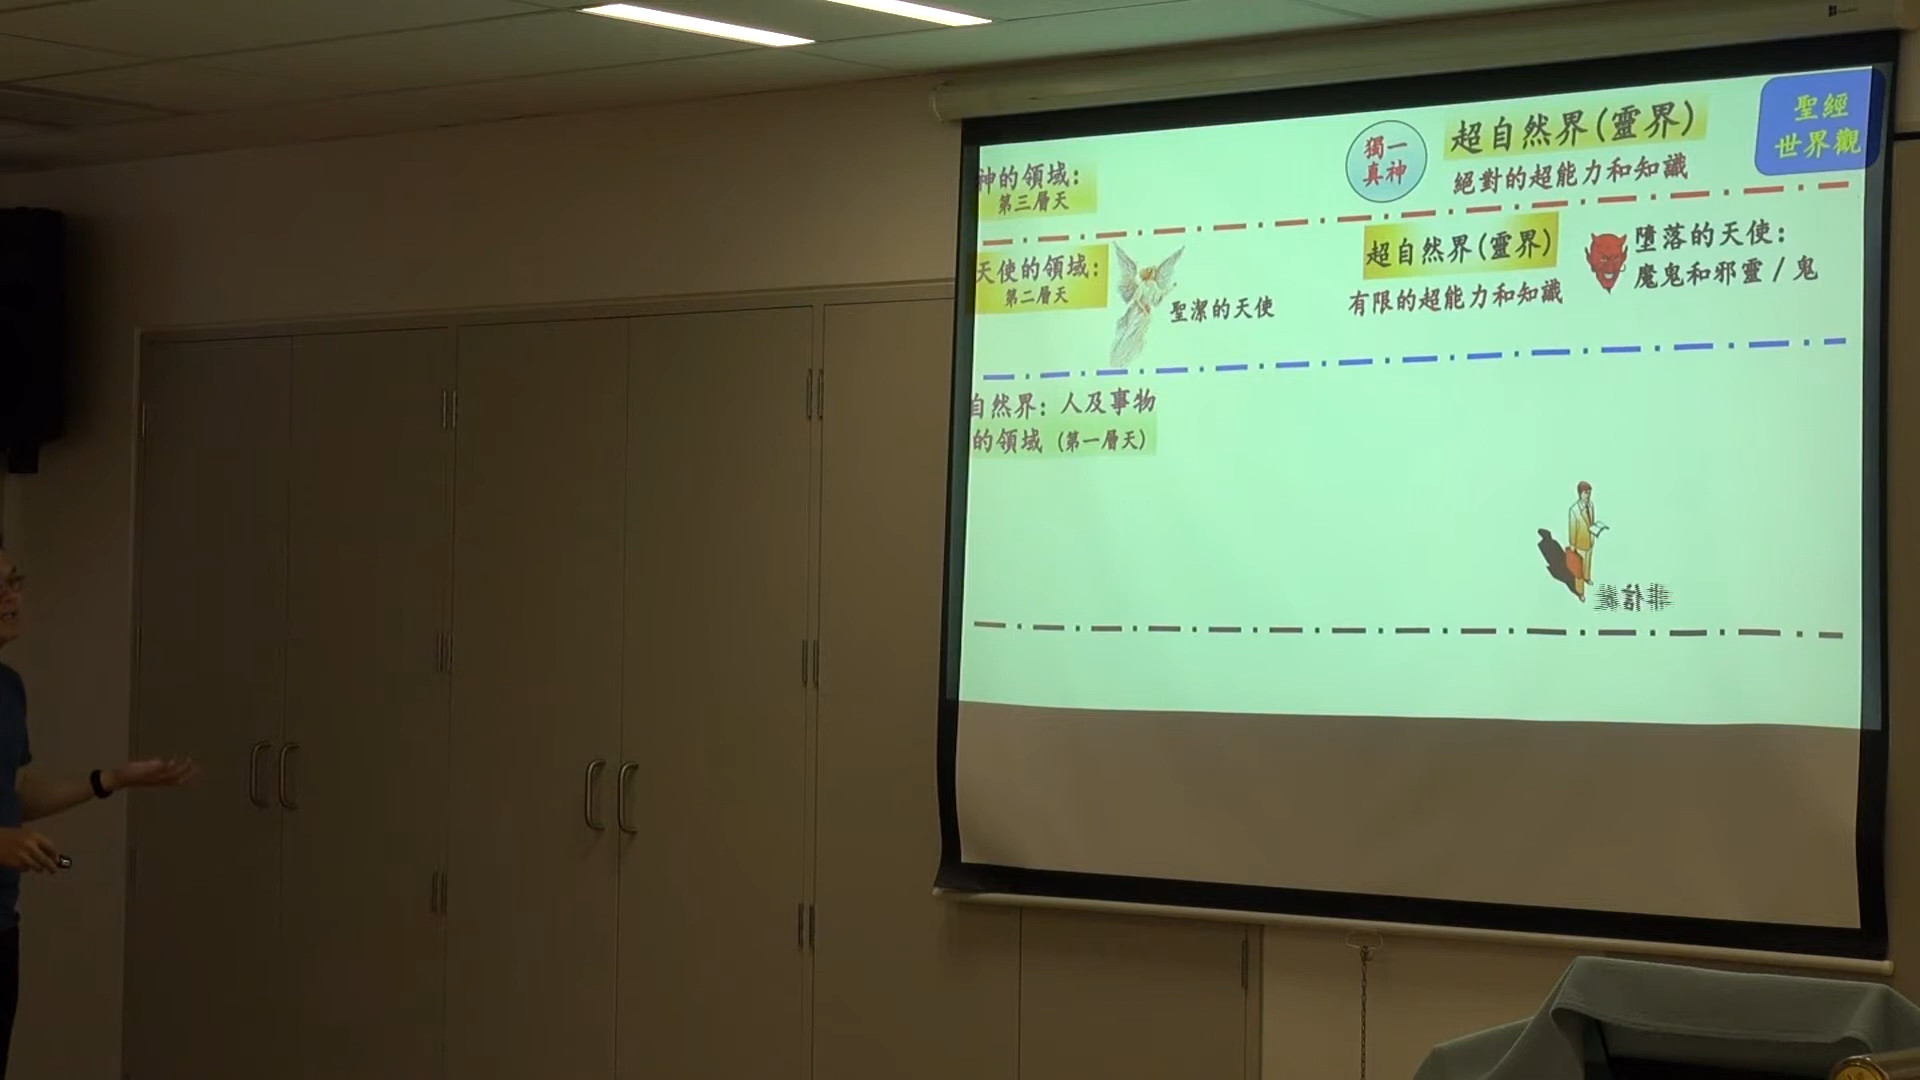 神的領域：
第三層天
獨一
真神
超自然界(靈界)
絕對的超能力和知識
聖經
世界觀
天使的領域：
第二層天
聖潔的天使
超自然界(靈界)
有限的超能力和知識
墮落的天使：
魔鬼和邪靈／鬼
自然界：人及事物
的領域（第一層天）